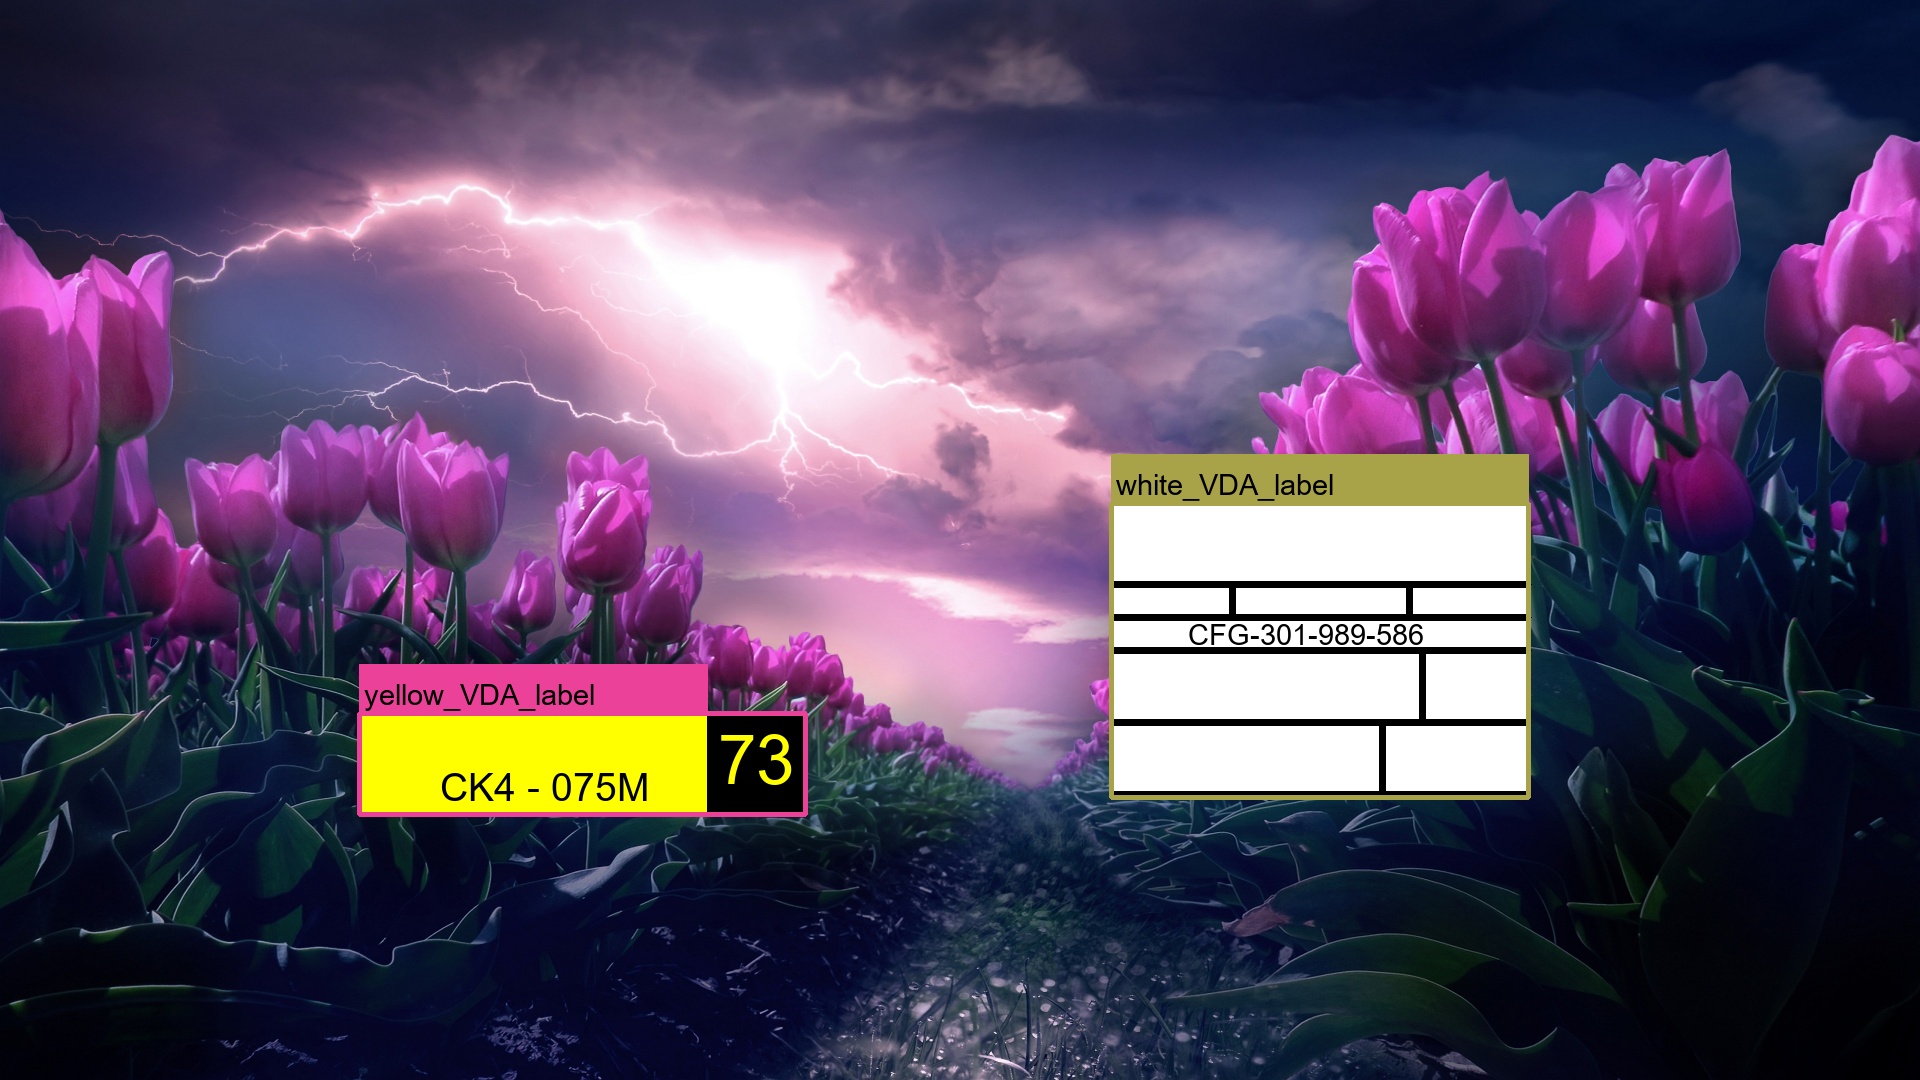 white_VDA_label
CFG-301-989-586
yellow_VDA_label
CK4 - 075M
73